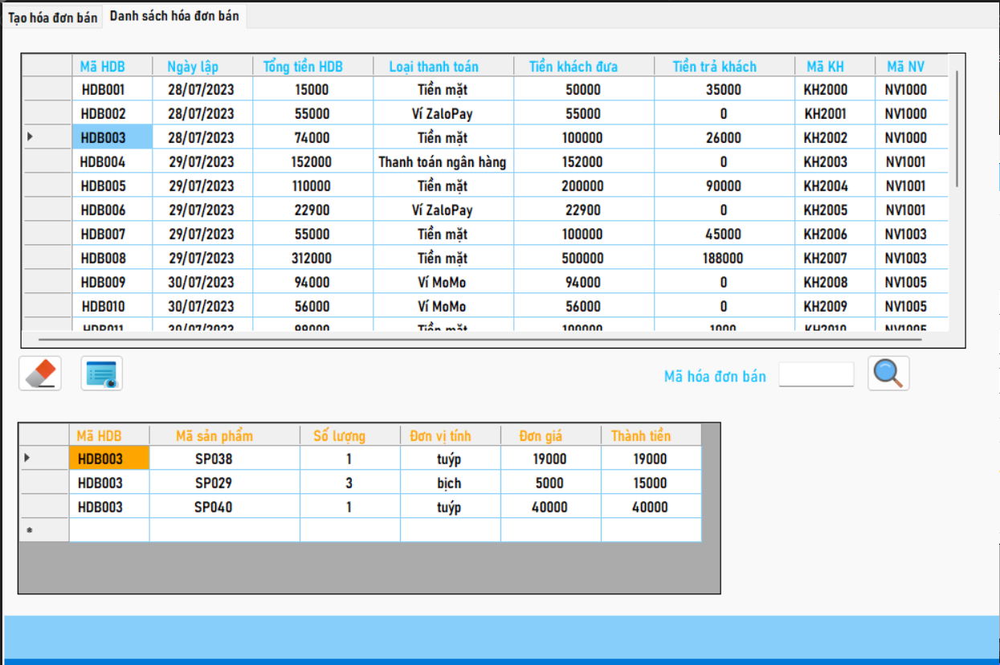 Tạo hóa đơn bán Danh sách hóa đơn bán
Mã HDB Ngày lập Tổng tiền HDB Loại thanh toán Tiền khách đưa Tiền trả khách Mã KH Mã NV
HDB001 28/07/2023 15000 Tiền mặt 50000 35000 KH2000 NV1000
HDB002 28/07/2023 55000 Ví ZaloPay 55000 0 KH2001 NV1000
HDB003 28/07/2023 74000 Tiền mặt 100000 26000 KH2002 NV1000
HDB004 29/07/2023 152000 Thanh toán ngân hàng 152000 0 KH2003 NV1001
HDB005 29/07/2023 110000 Tiền mặt 200000 90000 KH2004 NV1001
HDB006 29/07/2023 22900 Ví ZaloPay 22900 0 KH2005 NV1001
HDB007 29/07/2023 55000 Tiền mặt 100000 45000 KH2006 NV1003
HDB008 29/07/2023 312000 Tiền mặt 500000 188000 KH2007 NV1003
HDB009 30/07/2023 94000 Ví MoMo 94000 0 KH2008 NV1005
HDB010 30/07/2023 56000 Ví MoMo 56000 0 KH2009 NV1005
HDB011 30/07/2023 Tiền mặt 100000 1000 KH2010 NV1005
Mã hóa đơn bán
Mã HDB Mã sản phẩm Số lượng Đơn vị tính Đơn giá Thành tiền
HDB003 SP038 1 tuýp 19000 19000
HDB003 SP029 3 bịch 5000 15000
HDB003 SP040 1 tuýp 40000 40000